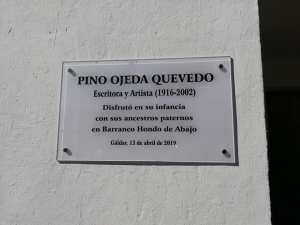 PINO OJEDA QUEVEDO
Escritora y Artista (1916-2002)
Disfrutó en su infancia
con sus ancestros paternos
en Barranco Hondo de Abajo
Gáldar, 13 de abril de 2019